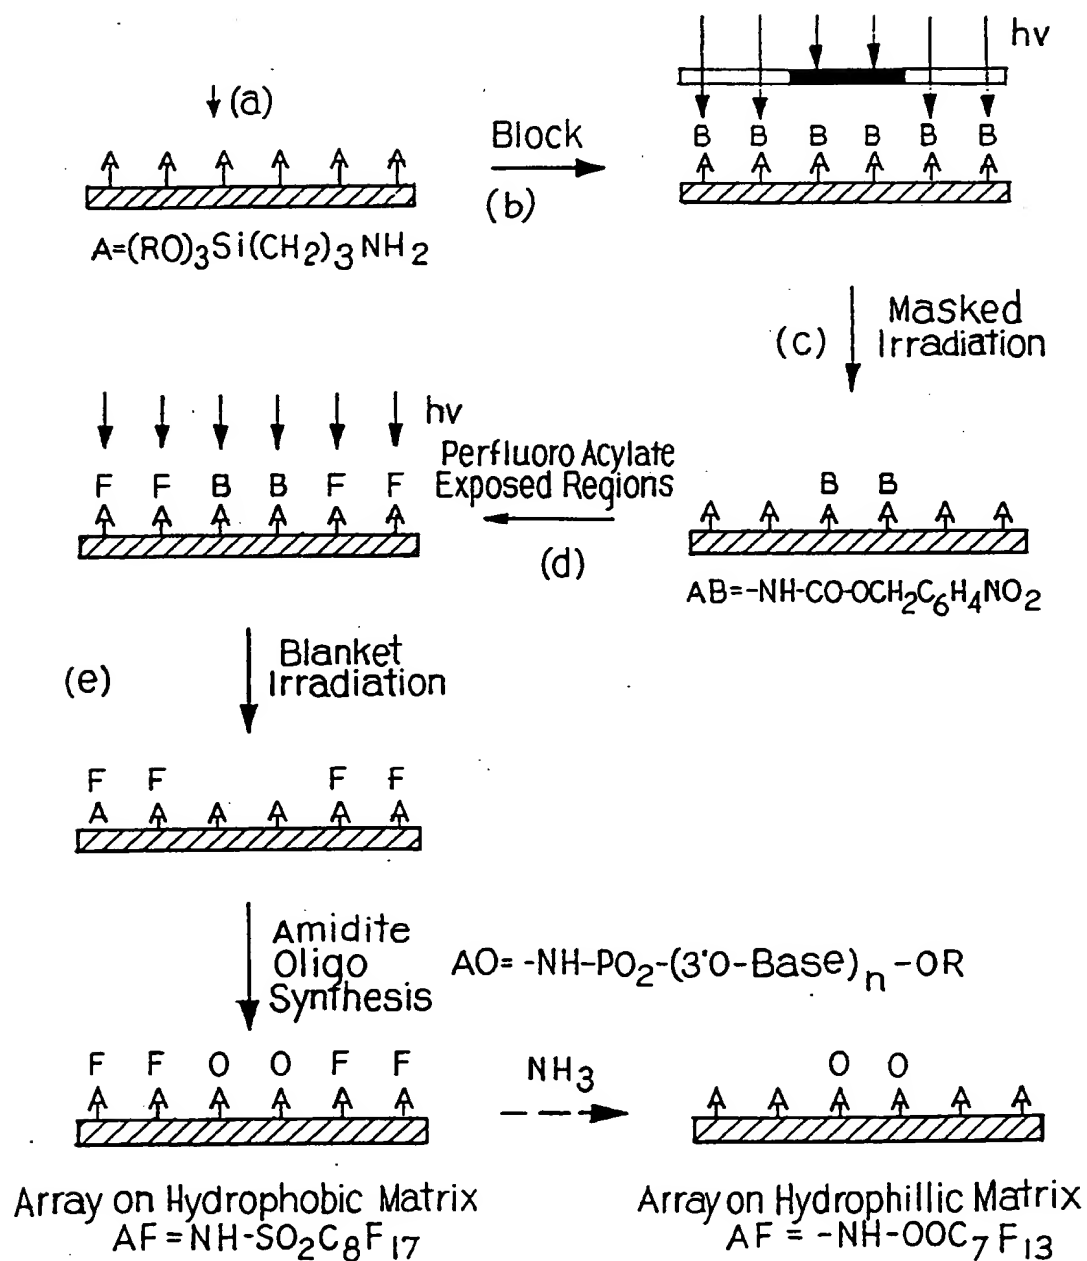 ↓(a)
hν
Block
(b)
B B B B B B
A A A A A A
A A A A A A
A=(RO)₃Si(CH₂)₃NH₂
(c)
Masked
Irradiation
hν
F F B B F F
A A A A A A
Perfluoro Acylate
Exposed Regions
(d)
B B
A A A A A A
AB=-NH-CO-OCH₂C₆H₄NO₂
(e)
Blanket
Irradiation
F F F F
A A A A A A
Amidite
Oligo
Synthesis
AO= -NH-PO₂-(3'O-Base)ₙ-OR
F F O O F F
A A A A A A
NH₃
O O
A A A A A A
Array on Hydrophobic Matrix
AF=NH-SO₂C₈F₁₇
Array on Hydrophillic Matrix
AF = -NH-OOC₇F₁₃